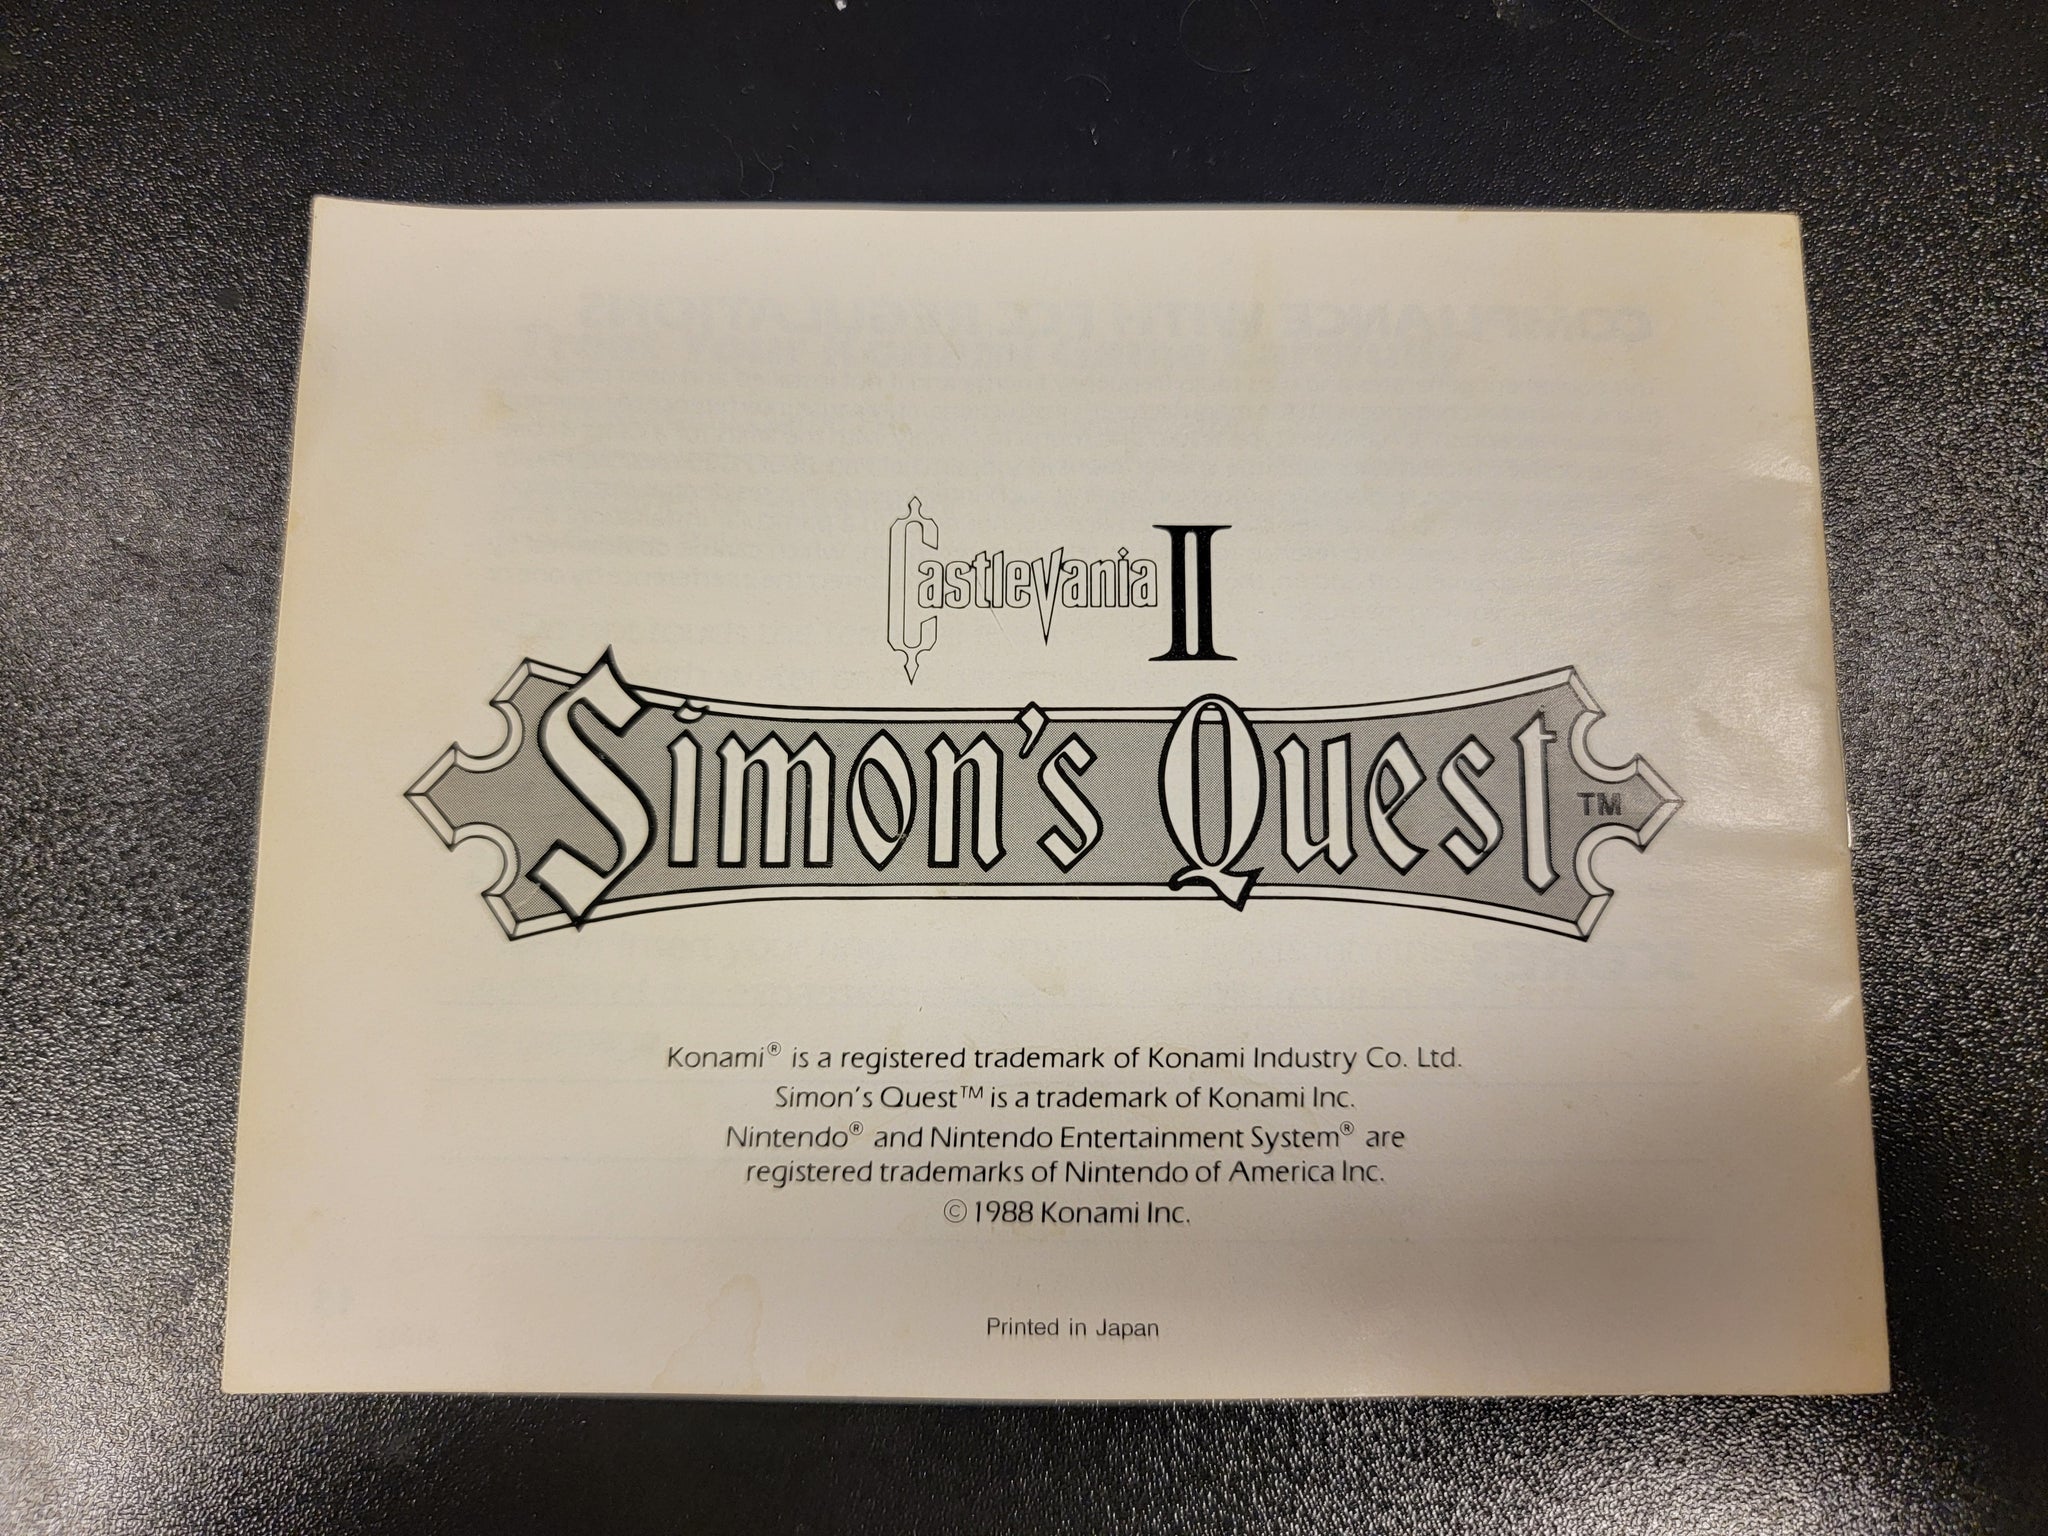 CastleVania II
Simon's Quest TM
Konami® is a registered trademark of Konami Industry Co. Ltd.
Simon's Quest™ is a trademark of Konami Inc.
Nintendo® and Nintendo Entertainment System® are
registered trademarks of Nintendo of America Inc.
© 1988 Konami Inc.
Printed in Japan